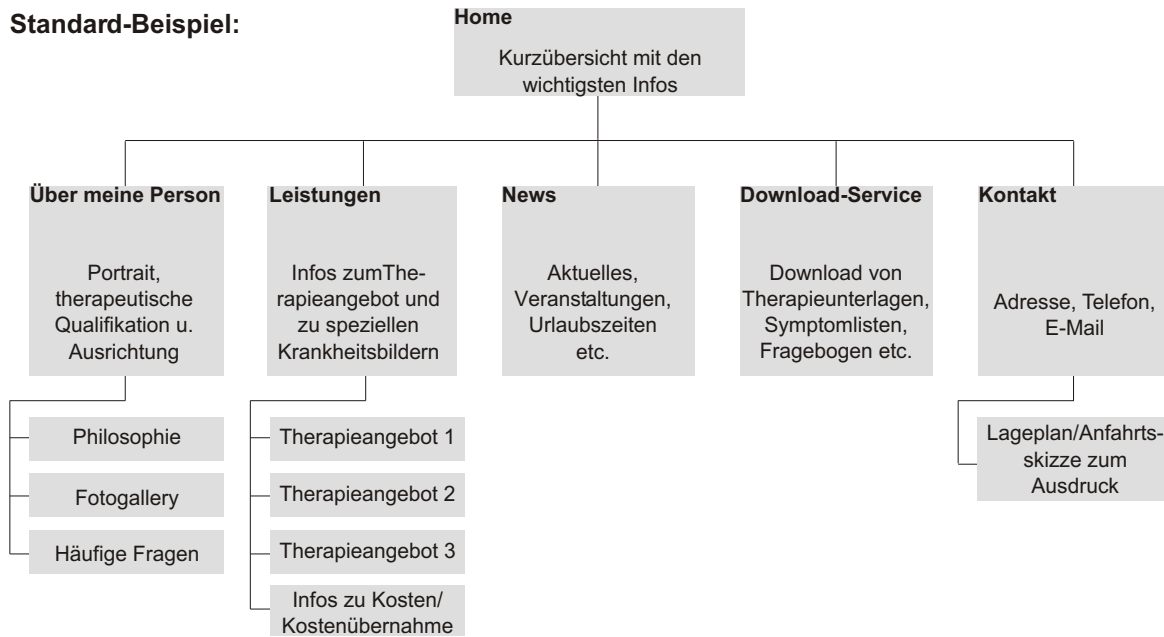 Standard-Beispiel:
Home
Kurzübersicht mit den
wichtigsten Infos
Über meine Person
Portrait,
therapeutische
Qualifikation u.
Ausrichtung
Philosophie
Fotogallery
Häufige Fragen
Leistungen
Infos zumThe-
rapieangebot und
zu speziellen
Krankheitsbildern
Therapieangebot 1
Therapieangebot 2
Therapieangebot 3
Infos zu Kosten/
Kostenübernahme
News
Aktuelles,
Veranstaltungen,
Urlaubszeiten
etc.
Download-Service
Download von
Therapieunterlagen,
Symptomlisten,
Fragebogen etc.
Kontakt
Adresse, Telefon,
E-Mail
Lageplan/Anfahrts-
skizze zum
Ausdruck